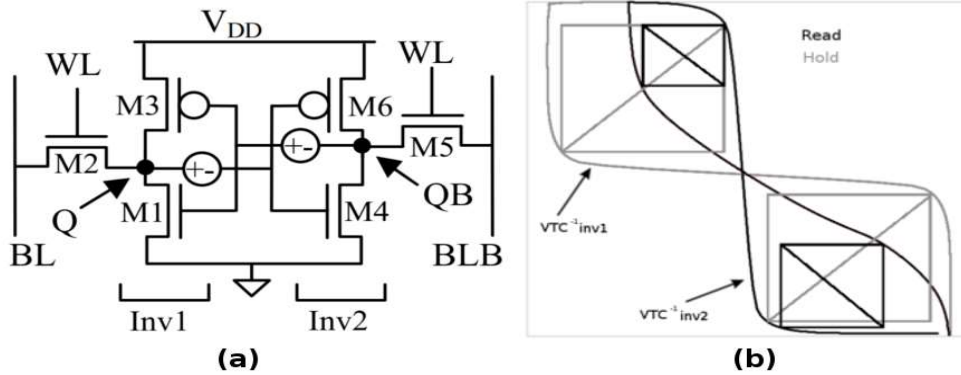 V_DD
WL
WL
M3
M6
+-
+-
M2
M5
Q
M1
M4
QB
BL
BLB
Inv1
Inv2
(a)
Read
Hold
VTC⁻¹inv1
VTC⁻¹inv2
(b)